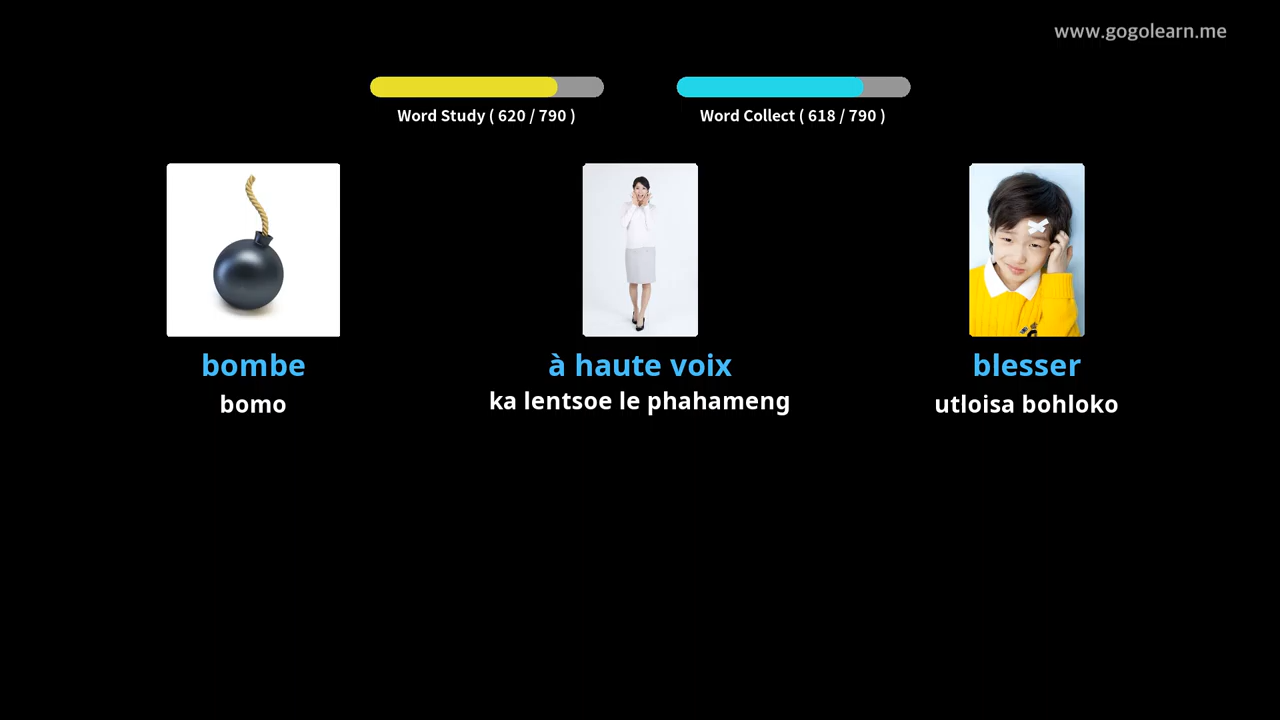 www.gogolearn.me
Word Study ( 620 / 790 )
Word Collect ( 618 / 790 )
bombe
bomo
à haute voix
ka lentsoe le phahameng
blesser
utloisa bohloko